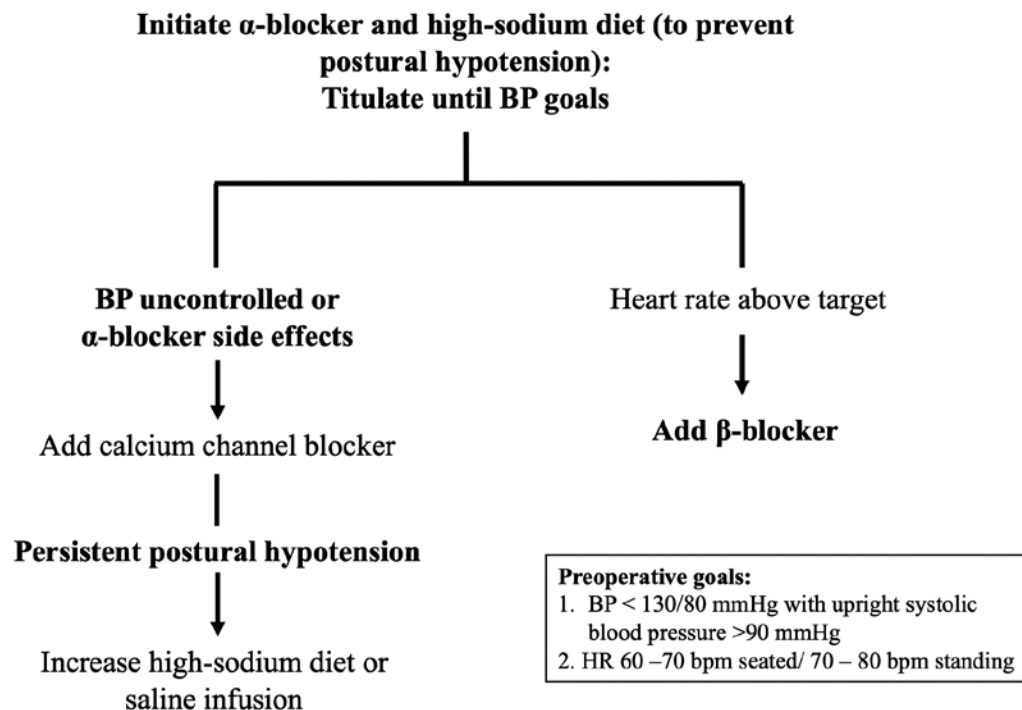 Initiate α-blocker and high-sodium diet (to prevent
postural hypotension):
Titulate until BP goals
BP uncontrolled or
α-blocker side effects
Heart rate above target
Add calcium channel blocker
Add β-blocker
Persistent postural hypotension
Increase high-sodium diet or
saline infusion
Preoperative goals:
1. BP < 130/80 mmHg with upright systolic
blood pressure >90 mmHg
2. HR 60 –70 bpm seated/ 70 – 80 bpm standing